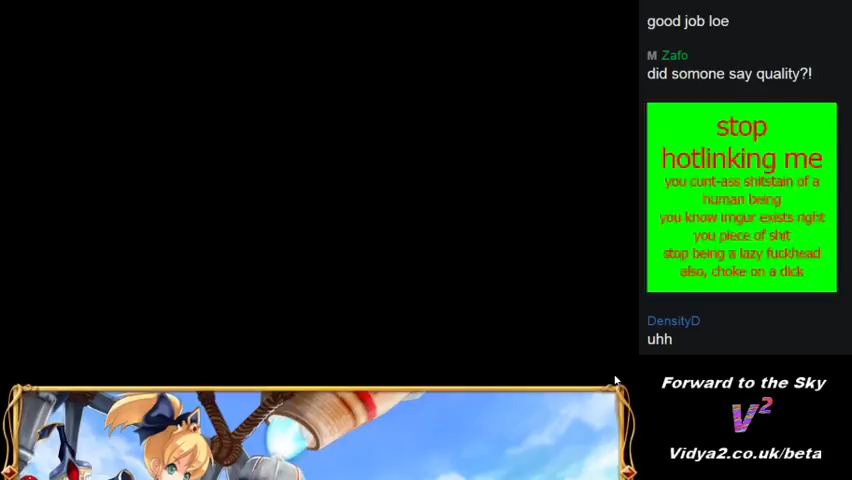 good job loe
M Zafo
did somone say quality?!
stop
hotlinking me
you cunt-ass shitstain of a
human being
you know imgur exists right
you piece of shit
stop being a lazy fuckhead
also, choke on a dick
DensityD
uhh
Forward to the Sky
V²
Vidya2.co.uk/beta